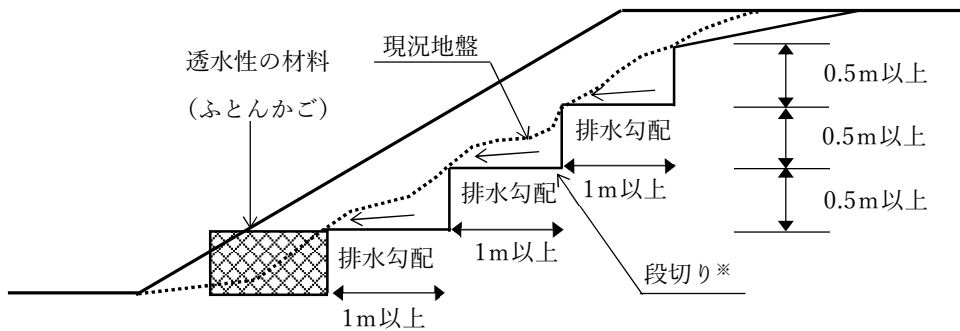 現況地盤
透水性の材料
（ふとんかご）
0.5m以上
0.5m以上
0.5m以上
排水勾配
1m以上
排水勾配
1m以上
排水勾配
1m以上
段切り※